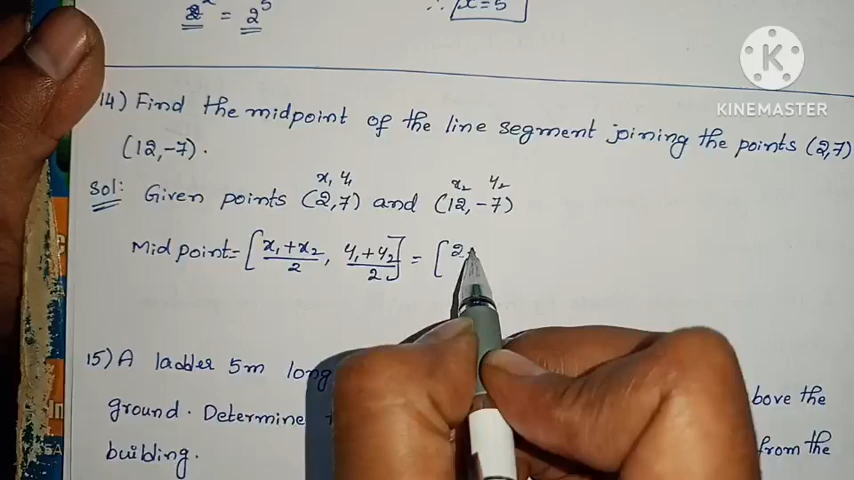 = 2⁵
∴ x=5
KINEMASTER
14) Find the midpoint of the line segment joining the points (2,7)
(12,-7).
Sol: Given points (2,7) and (12,-7)
x₁ y₁ x₂ y₂
Midpoint = [x₁+x₂/2, y₁+y₂/2] = [2
15) A ladder 5m long
bove the
ground. Determine
from the
building.